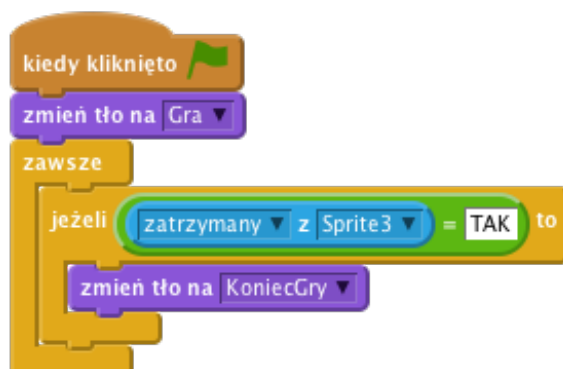 kiedy kliknięto
zmień tło na Gra
zawsze
jeżeli zatrzymany z Sprite3 = TAK to
zmień tło na KoniecGry